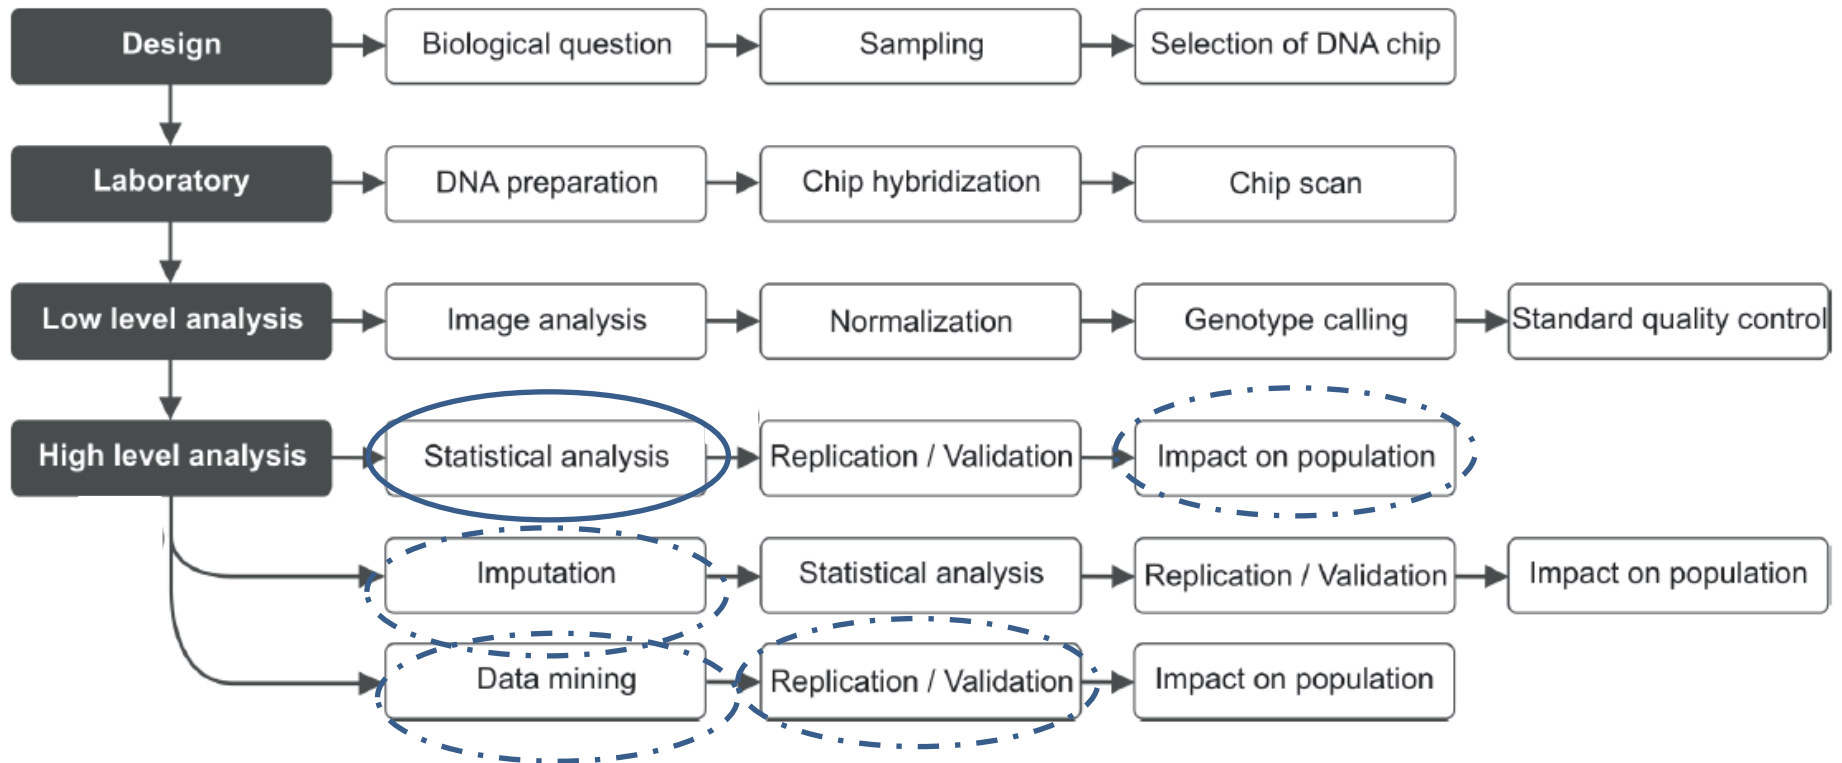 Design
Biological question
Sampling
Selection of DNA chip
Laboratory
DNA preparation
Chip hybridization
Chip scan
Low level analysis
Image analysis
Normalization
Genotype calling
Standard quality control
High level analysis
Statistical analysis
Replication / Validation
Impact on population
Imputation
Statistical analysis
Replication / Validation
Impact on population
Data mining
Replication / Validation
Impact on population